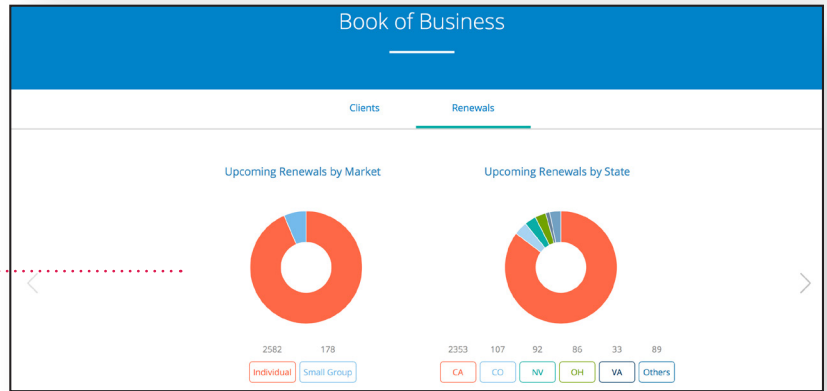 Book of Business
Clients Renewals
Upcoming Renewals by Market
Upcoming Renewals by State
2582 178
Individual Small Group
2353 107 92 86 33 89
CA CO NV OH VA Others